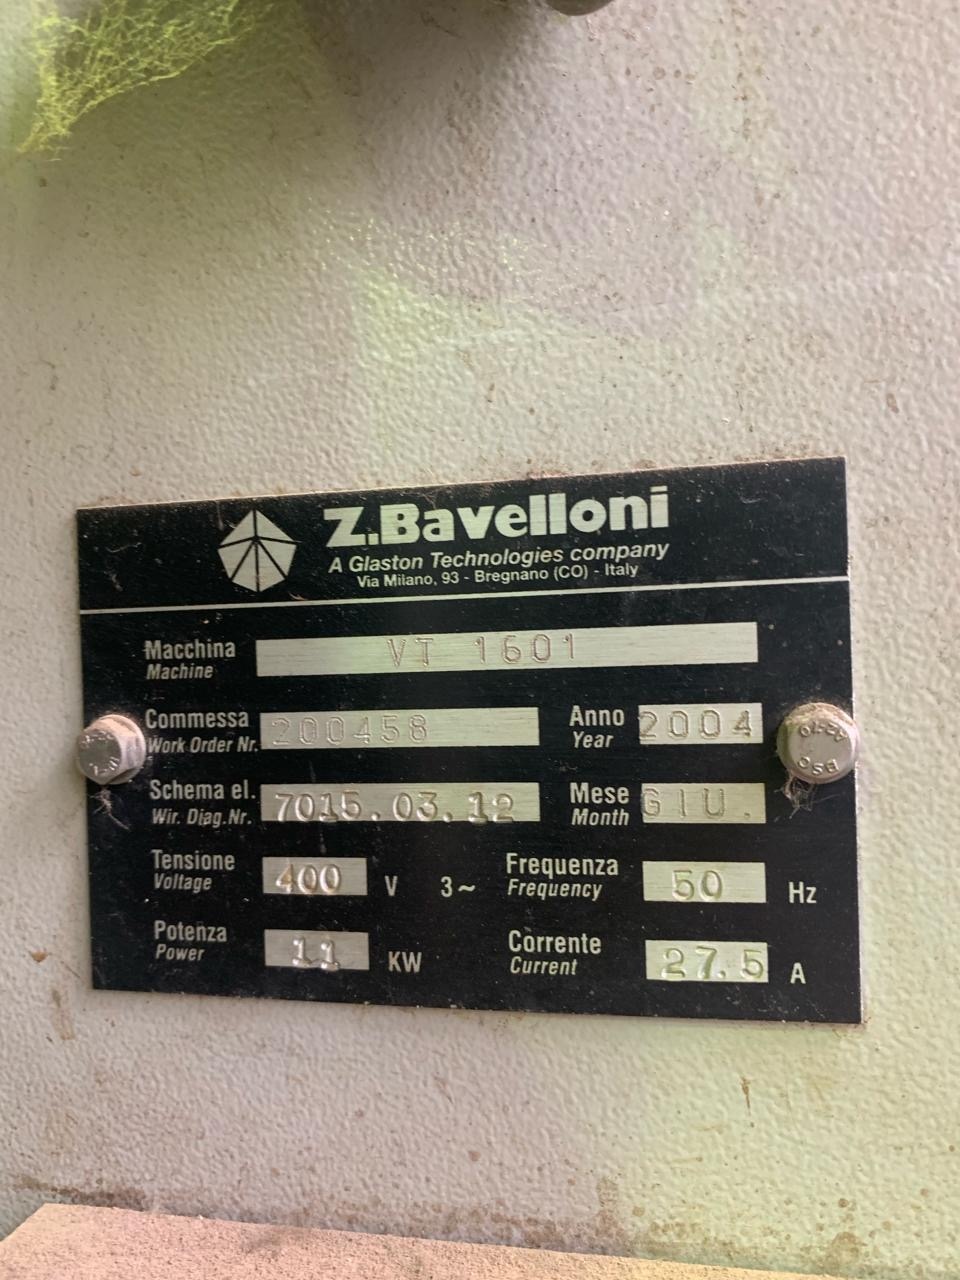 Z.Bavelloni
A Glaston Technologies company
Via Milano, 93 - Bregnano (CO) - Italy
Macchina
Machine
VT 1601
Commessa
Work Order Nr.
200458
Anno
Year
2004
Schema el.
Wir. Diag.Nr.
7015.03.12
Mese
Month
GIU.
Tensione
Voltage
400 V 3~
Frequenza
Frequency
50 Hz
Potenza
Power
11 KW
Corrente
Current
27.5 A